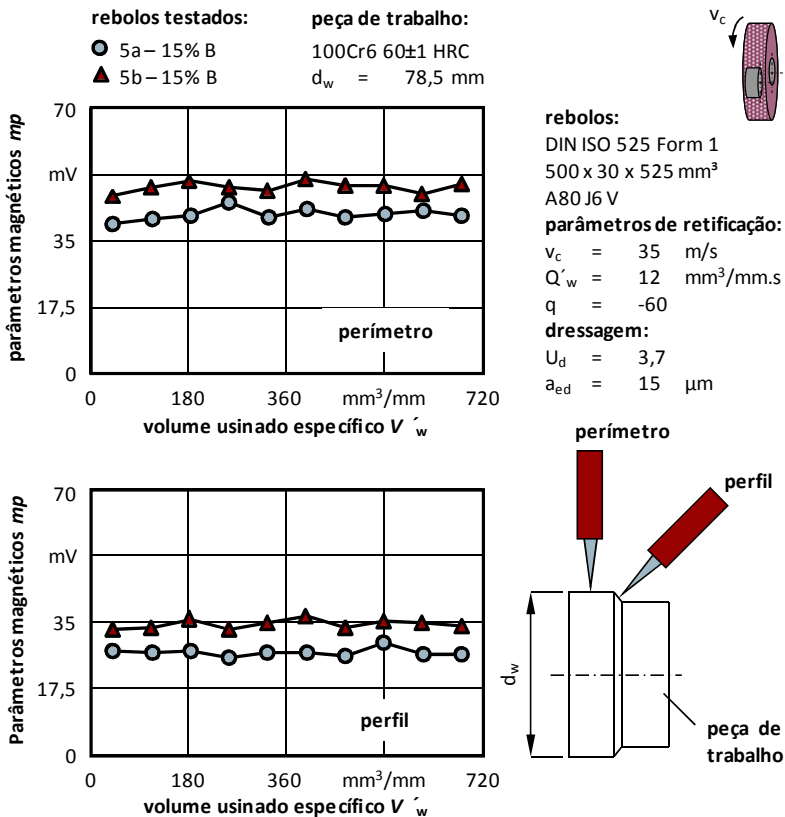 rebolos testados:
5a – 15% B
5b – 15% B
peça de trabalho:
100Cr6 60±1 HRC
d_w = 78,5 mm
v_c
parâmetros magnéticos mp
70
mV
35
17,5
0
perímetro
0 180 360 mm³/mm 720
volume usinado específico V´_w
rebolos:
DIN ISO 525 Form 1
500 x 30 x 525 mm³
A80 J6 V
parâmetros de retificação:
v_c = 35 m/s
Q´_w = 12 mm³/mm.s
q = -60
dressagem:
U_d = 3,7
a_ed = 15 µm
Parâmetros magnéticos mp
70
mV
35
17,5
0
perfil
0 180 360 mm³/mm 720
volume usinado específico V´_w
perímetro
perfil
d_w
peça de
trabalho